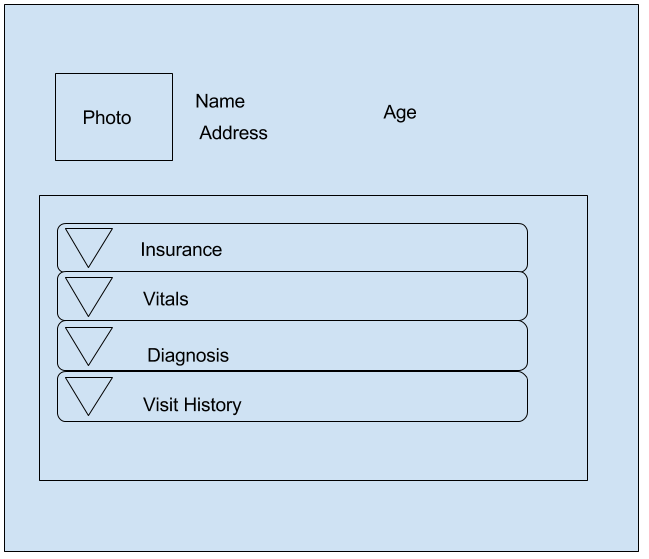 Photo
Name
Address
Age
Insurance
Vitals
Diagnosis
Visit History